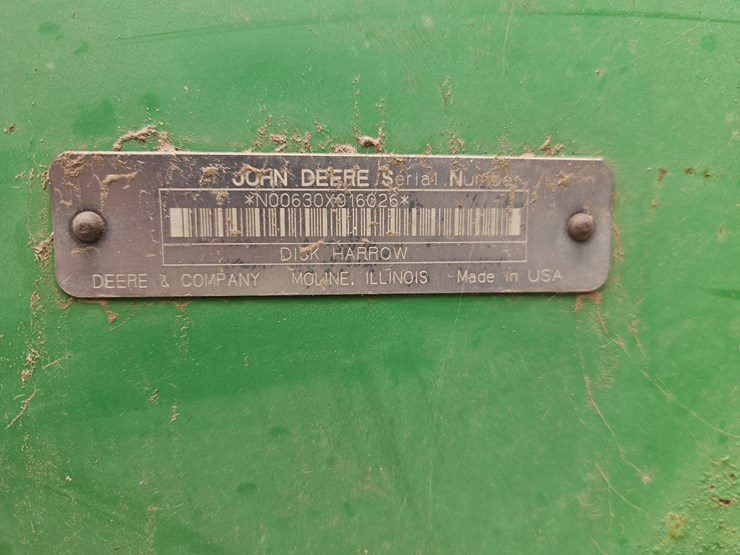 JOHN DEERE Serial Number
*N00630X016026*
DISK HARROW
DEERE & COMPANY MOLINE, ILLINOIS Made in USA